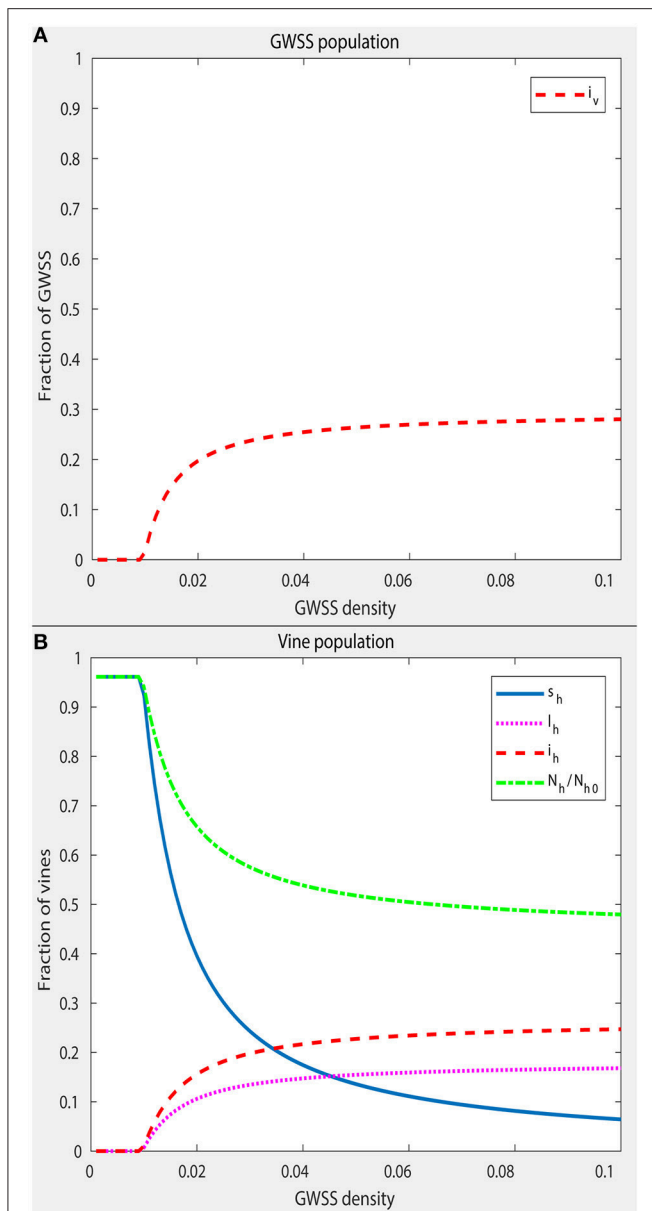 A
GWSS population
1
0.9
0.8
0.7
0.6
0.5
0.4
0.3
0.2
0.1
0
Fraction of GWSS
i_v
0 0.02 0.04 0.06 0.08 0.1
GWSS density
B
Vine population
1
0.9
0.8
0.7
0.6
0.5
0.4
0.3
0.2
0.1
0
Fraction of vines
s_h
l_h
i_h
N_h/N_h0
0 0.02 0.04 0.06 0.08 0.1
GWSS density